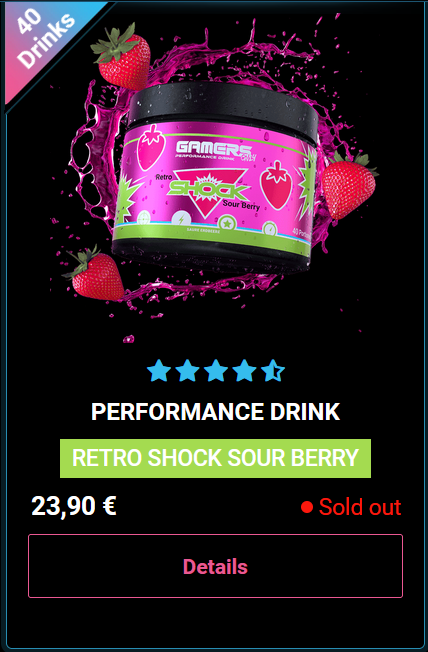 40
Drinks
GAMERS
Only
PERFORMANCE DRINK
Retro
SHOCK
Sour Berry
PERFORMANCE DRINK
RETRO SHOCK SOUR BERRY
23,90 €
Sold out
Details